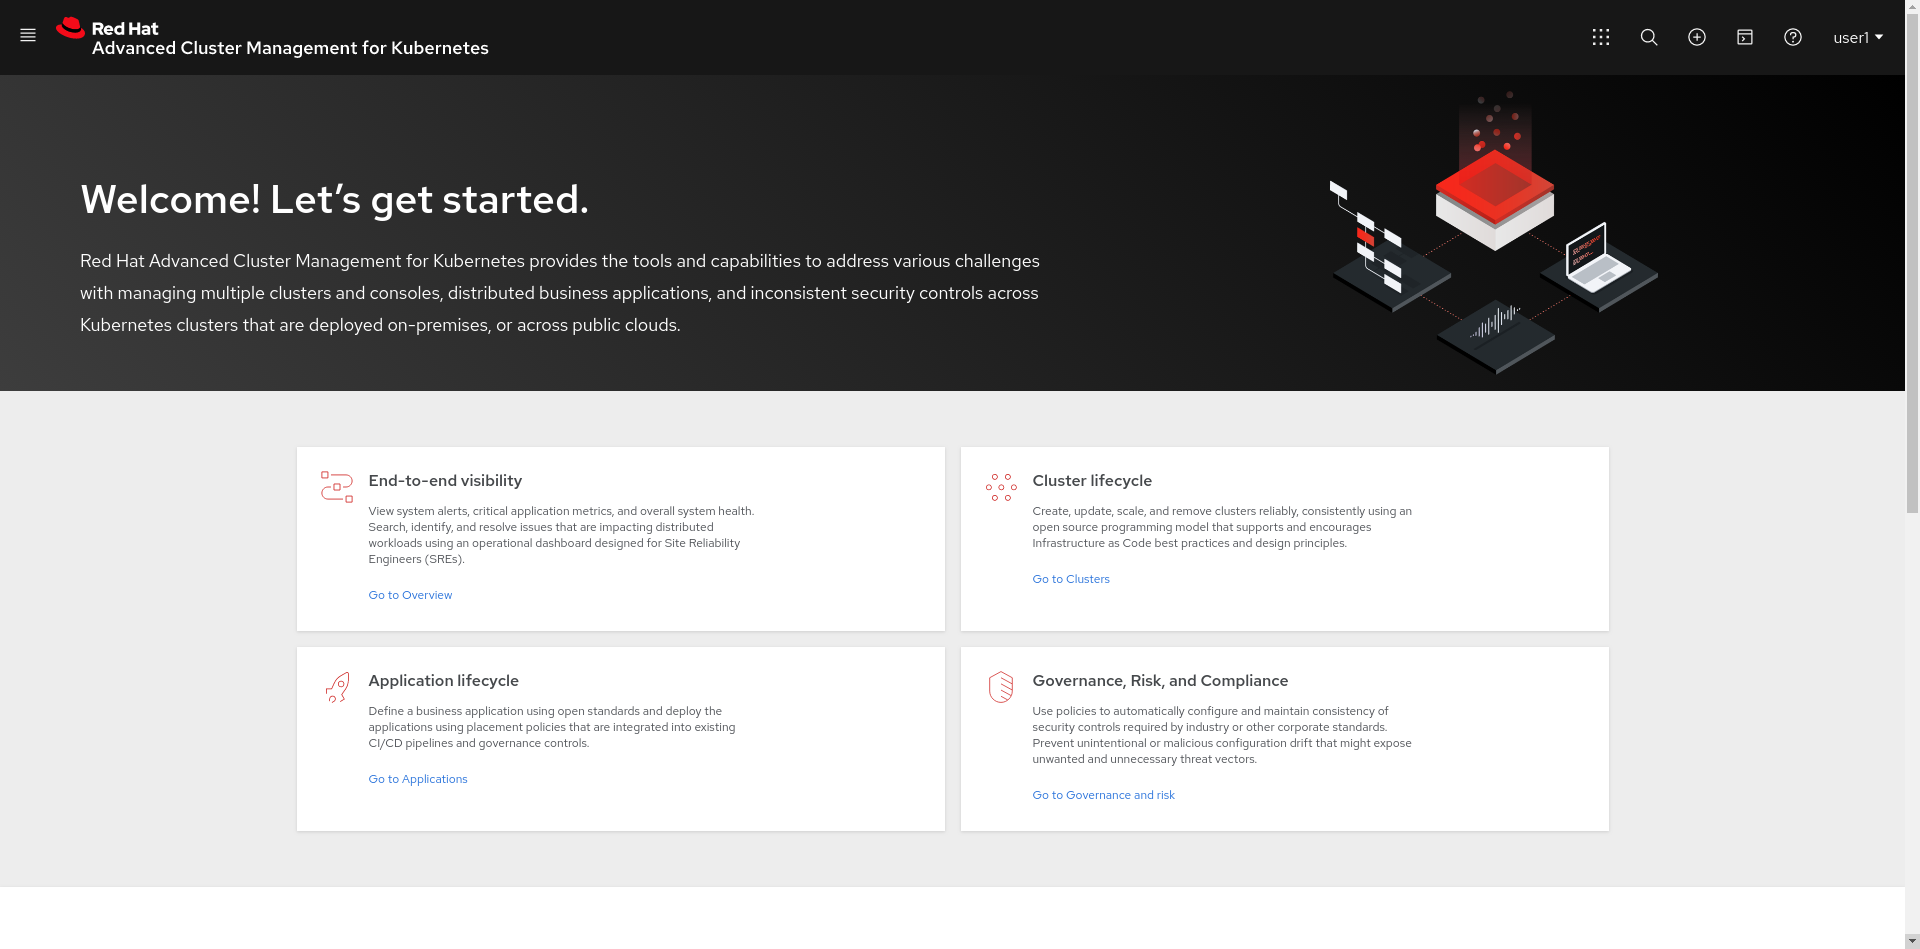 Red Hat
Advanced Cluster Management for Kubernetes
user1
Welcome! Let’s get started.
Red Hat Advanced Cluster Management for Kubernetes provides the tools and capabilities to address various challenges
with managing multiple clusters and consoles, distributed business applications, and inconsistent security controls across
Kubernetes clusters that are deployed on-premises, or across public clouds.
End-to-end visibility
View system alerts, critical application metrics, and overall system health.
Search, identify, and resolve issues that are impacting distributed
workloads using an operational dashboard designed for Site Reliability
Engineers (SREs).
Go to Overview
Cluster lifecycle
Create, update, scale, and remove clusters reliably, consistently using an
open source programming model that supports and encourages
Infrastructure as Code best practices and design principles.
Go to Clusters
Application lifecycle
Define a business application using open standards and deploy the
applications using placement policies that are integrated into existing
CI/CD pipelines and governance controls.
Go to Applications
Governance, Risk, and Compliance
Use policies to automatically configure and maintain consistency of
security controls required by industry or other corporate standards.
Prevent unintentional or malicious configuration drift that might expose
unwanted and unnecessary threat vectors.
Go to Governance and risk